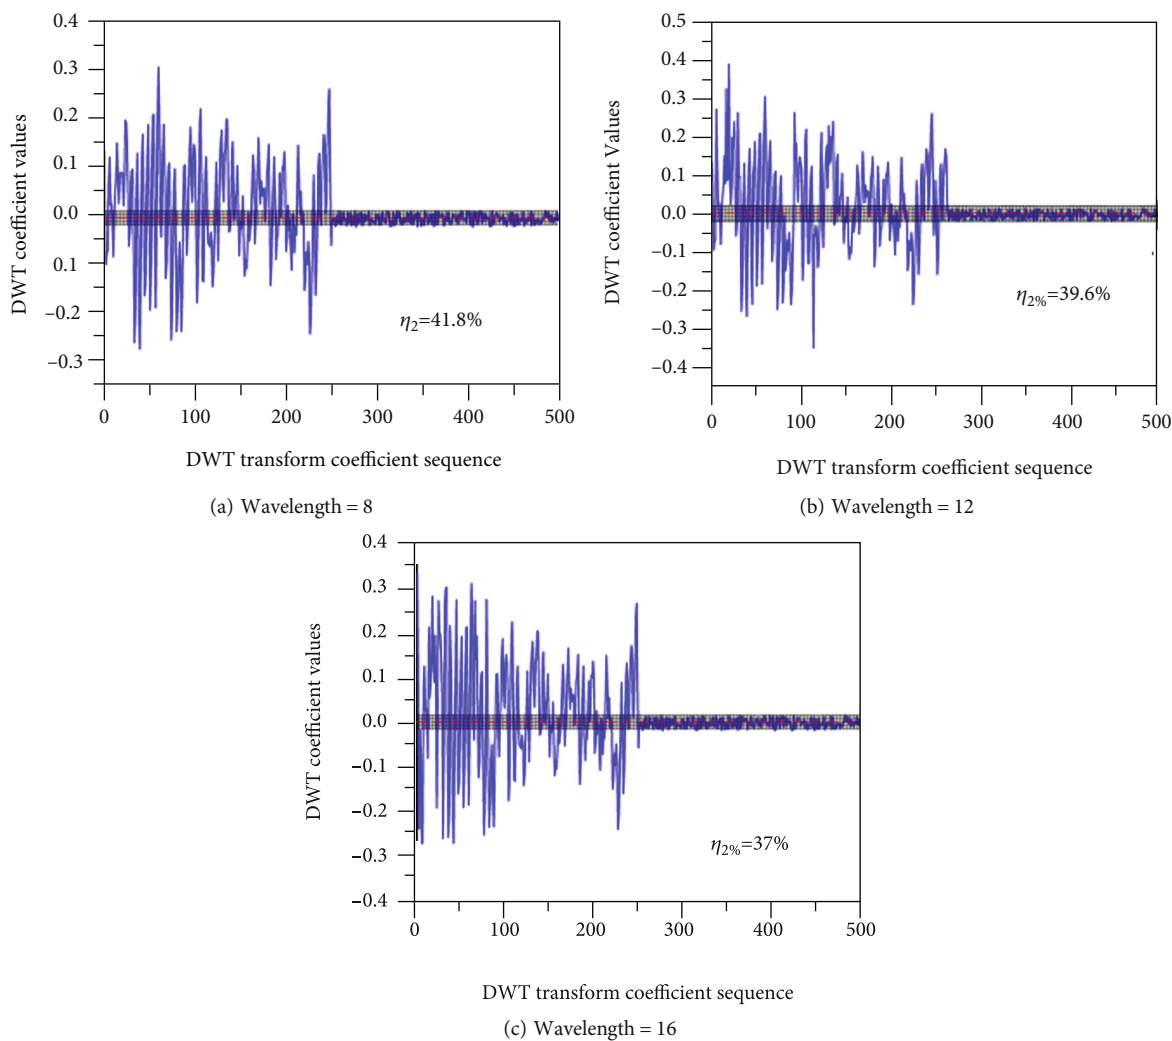 0.4
0.3
0.2
0.1
0.0
0.1
−0.2
−0.3
DWT coefficient values
η2=41.8%
0 100 200 300 400 500
DWT transform coefficient sequence
(a) Wavelength = 8
0.5
0.4
0.3
0.2
0.1
0.0
−0.1
−0.2
−0.3
−0.4
DWT coefficient Values
η2%=39.6%
0 100 200 300 400 500
DWT transform coefficient sequence
(b) Wavelength = 12
0.4
0.3
0.2
0.1
0.0
−0.1
−0.2
−0.3
−0.4
DWT coefficient values
η2%=37%
0 100 200 300 400 500
DWT transform coefficient sequence
(c) Wavelength = 16